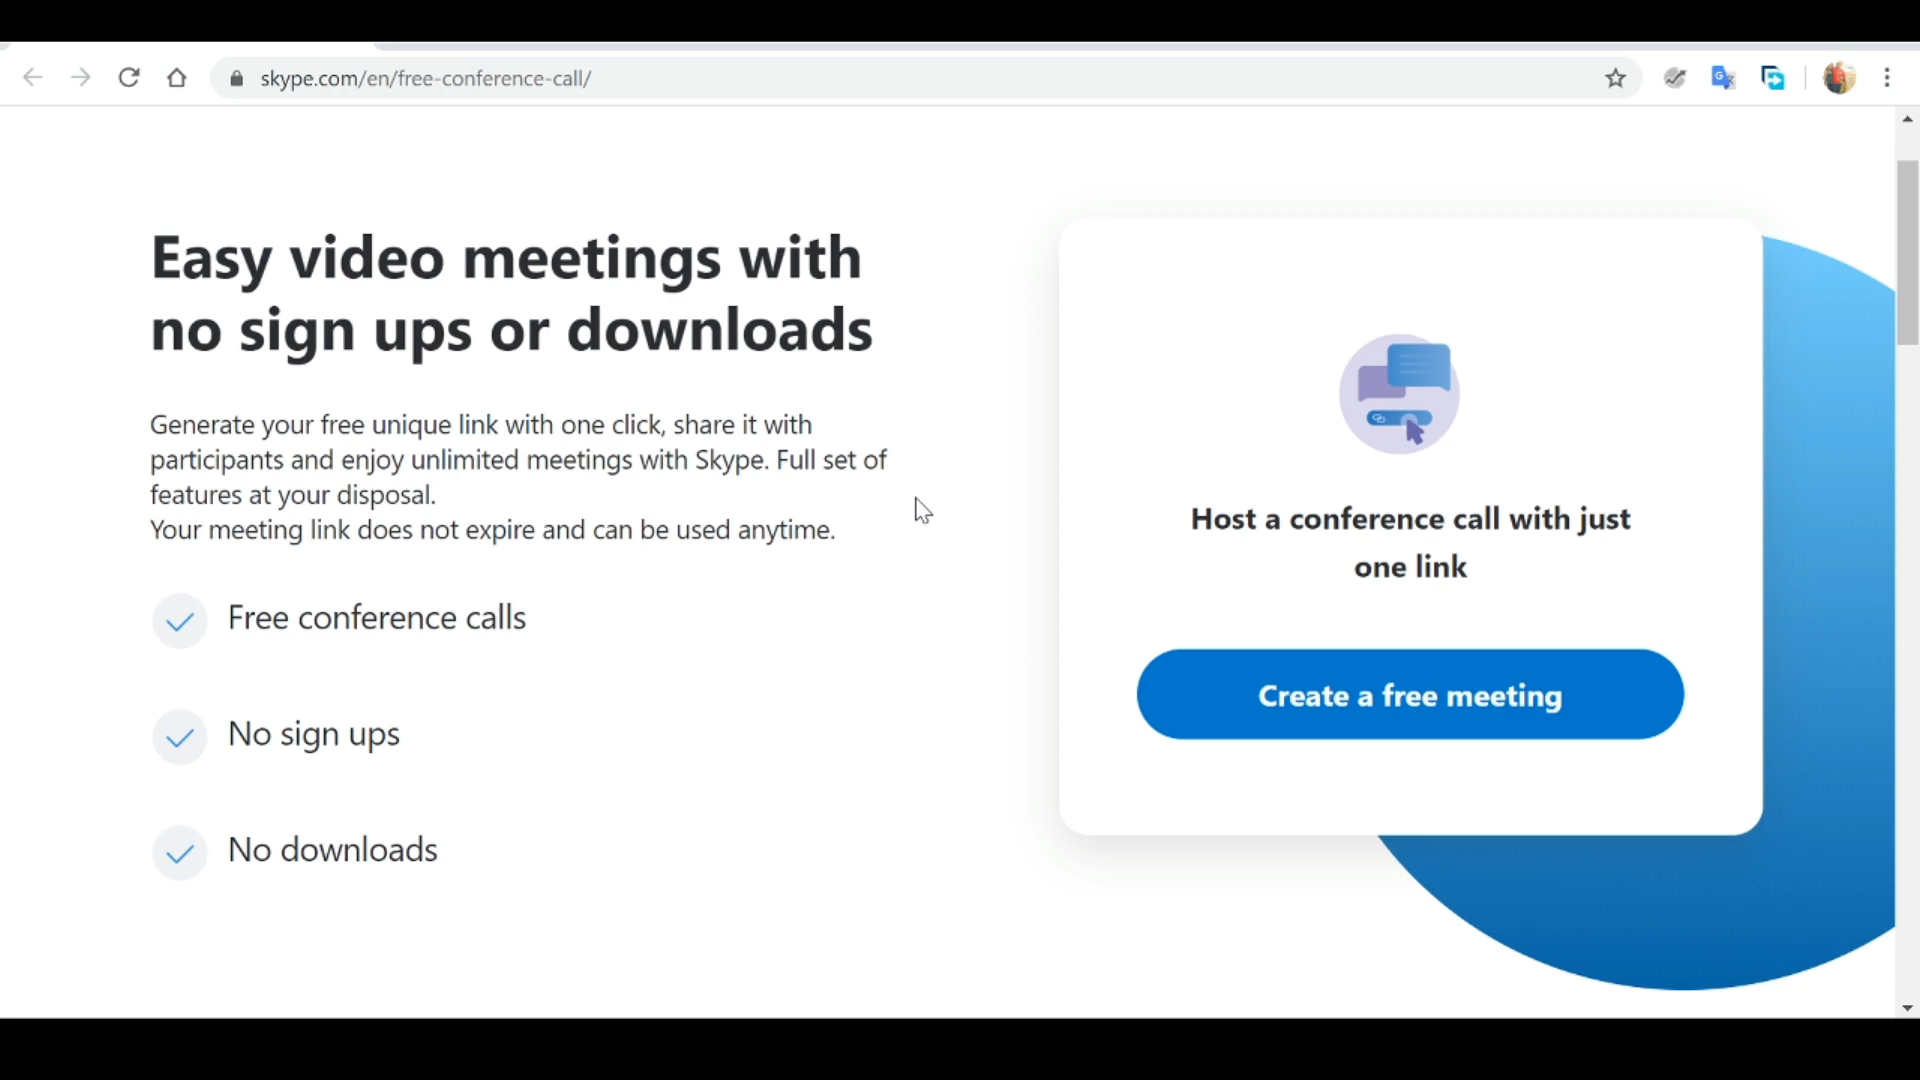 skype.com/en/free-conference-call/
Easy video meetings with
no sign ups or downloads
Generate your free unique link with one click, share it with
participants and enjoy unlimited meetings with Skype. Full set of
features at your disposal.
Your meeting link does not expire and can be used anytime.
Free conference calls
No sign ups
No downloads
Host a conference call with just
one link
Create a free meeting